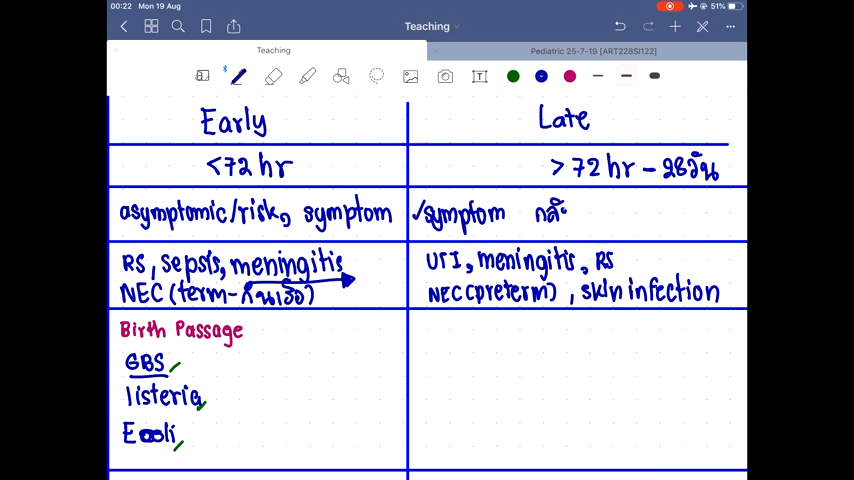 00:22 Mon 19 Aug
51%
Teaching
Teaching
Pediatric 25-7-19 [ART228SI122]
Early
Late
<72 hr
> 72 hr - 28วัน
asymptomic/risk, symptom
✓symptom
RS, sepsis, meningitis
UTI, meningitis, RS
NEC (term-
NEC (preterm), skin infection
Birth Passage
GBS
listeria
E coli